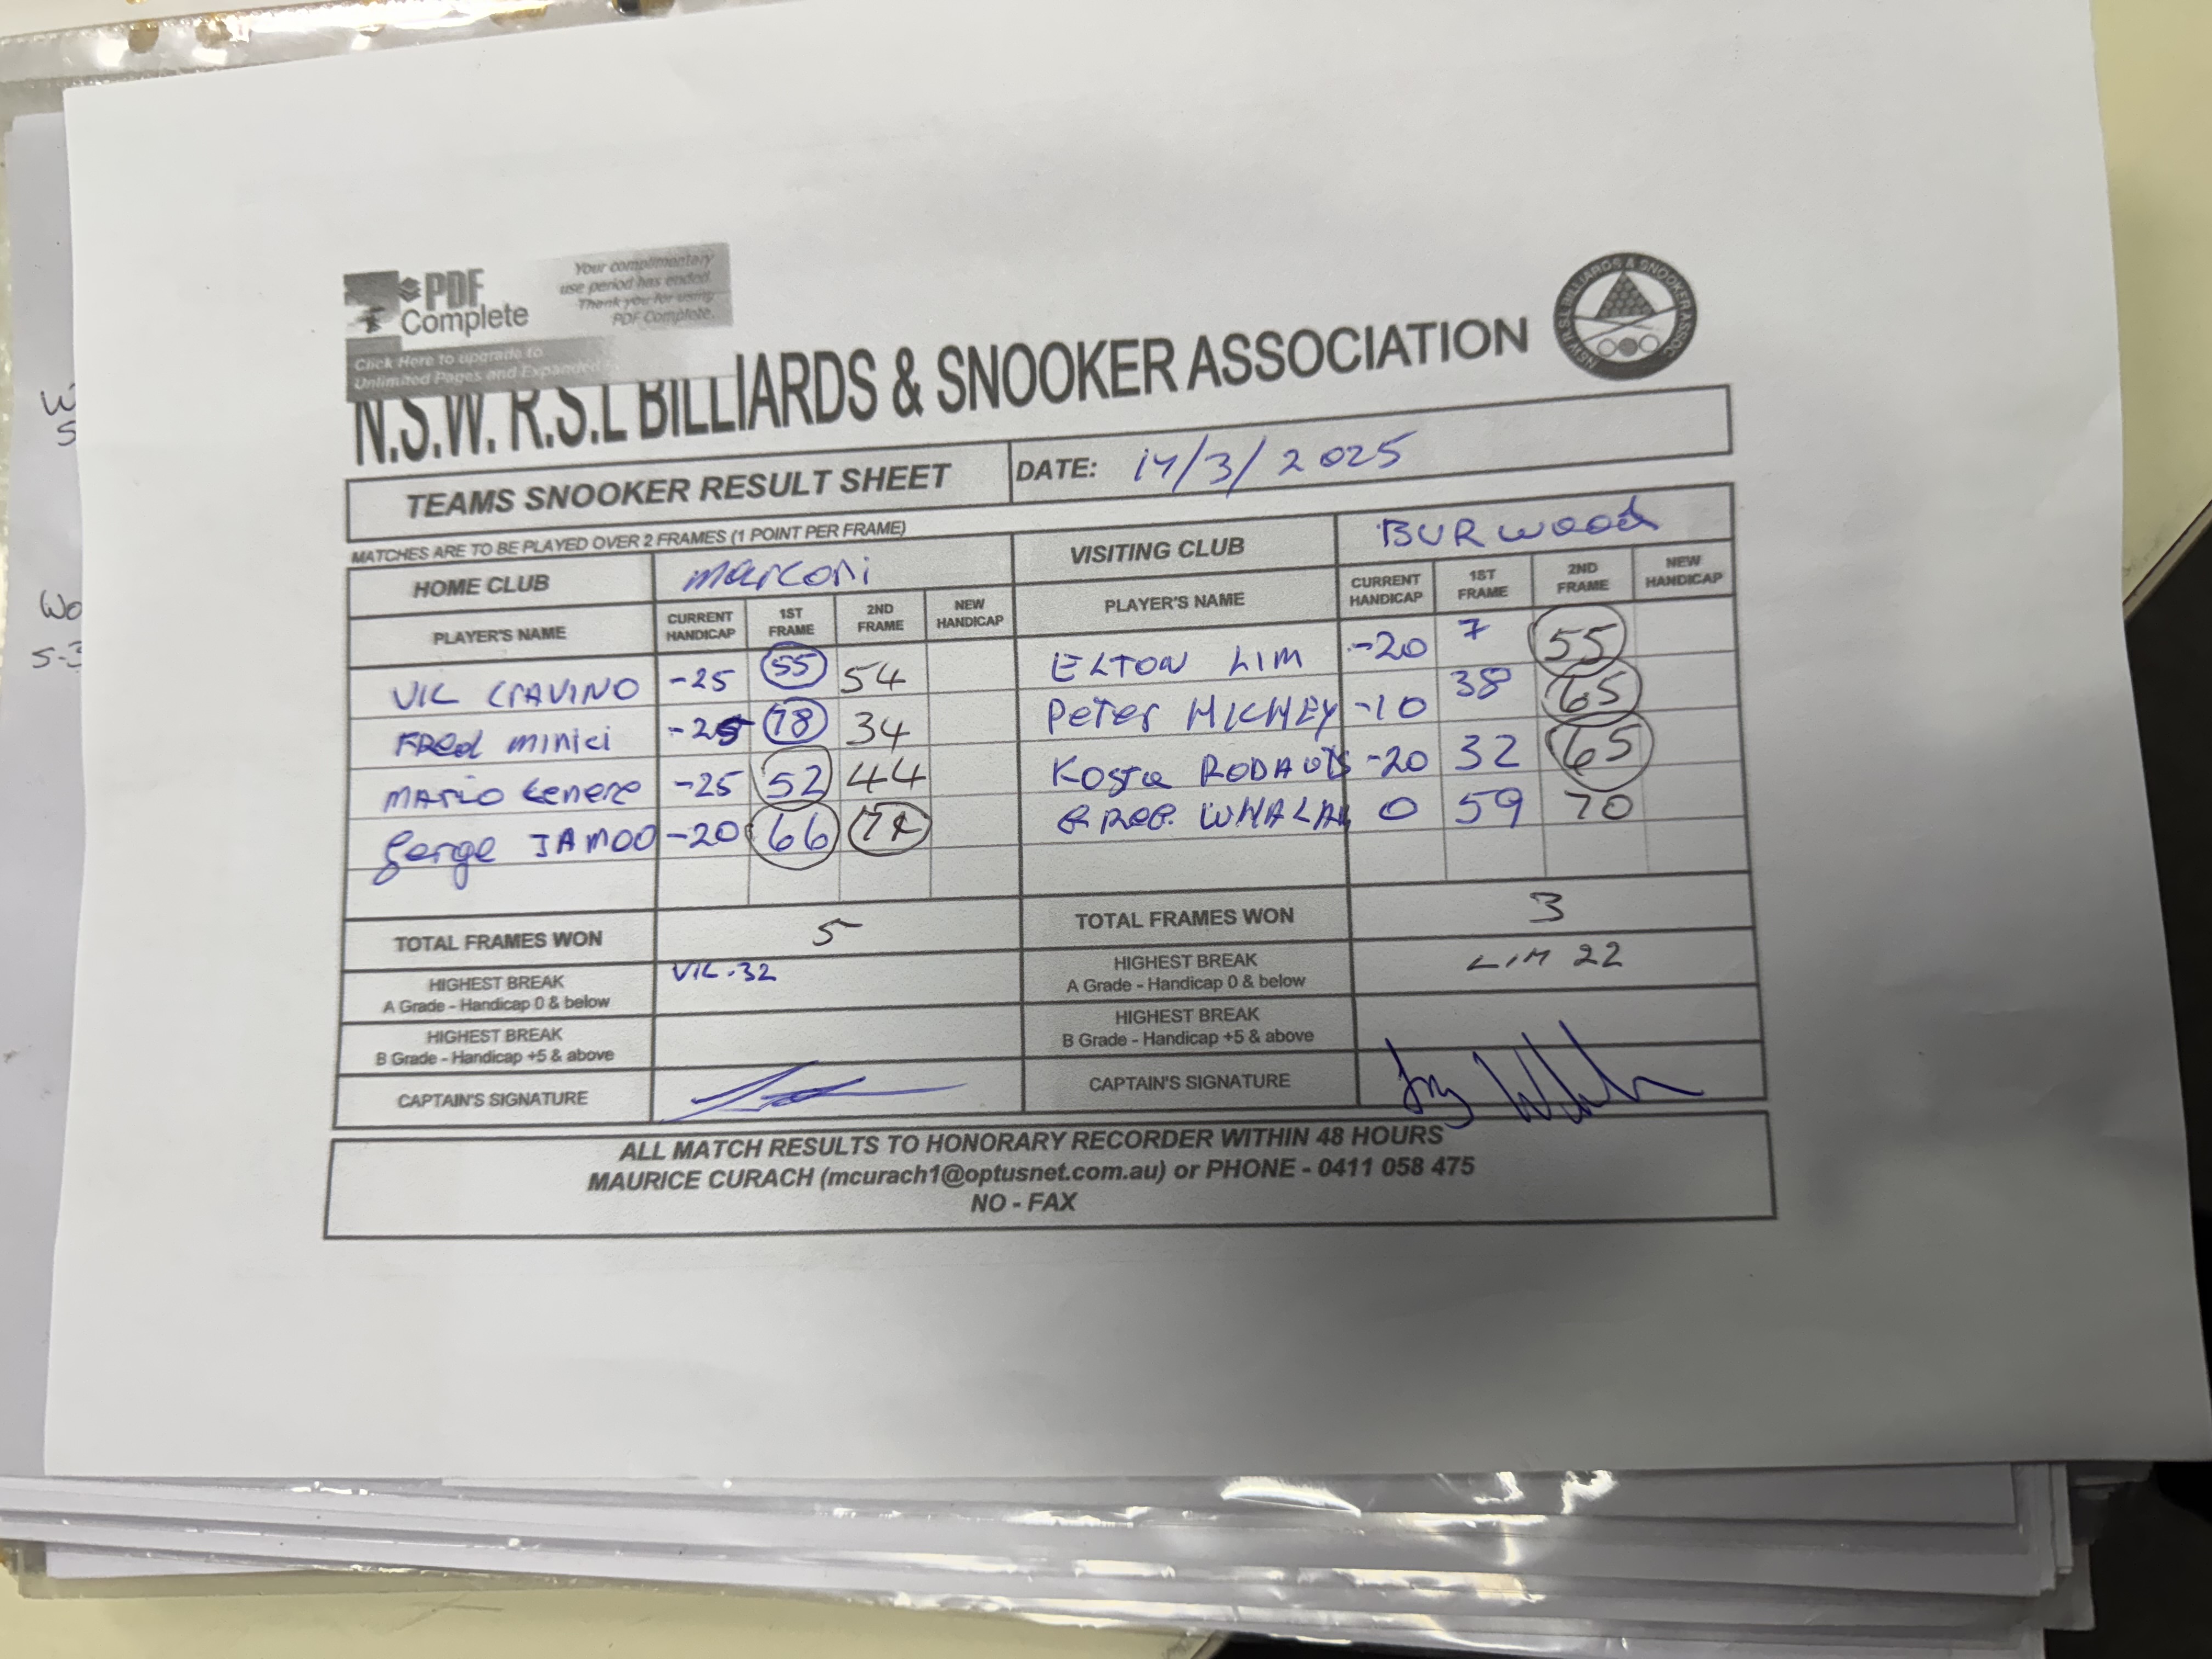 PDF
Complete
Your complimentary
use period has ended.
Thank you for using
PDF Complete.
Click Here to upgrade to
Unlimited Pages and Expanded
N.S.W. R.S.L BILLIARDS & SNOOKER ASSOCIATION
N.S.W R.S.L BILLIARDS & SNOOKER ASSOC.
TEAMS SNOOKER RESULT SHEET DATE: 14/3/2025
MATCHES ARE TO BE PLAYED OVER 2 FRAMES (1 POINT PER FRAME)
HOME CLUB Marconi VISITING CLUB BURwood
PLAYER'S NAME CURRENT HANDICAP 1ST FRAME 2ND FRAME NEW HANDICAP PLAYER'S NAME CURRENT HANDICAP 1ST FRAME 2ND FRAME NEW HANDICAP
VIC -25 55 54 ELTON LIM -20 7 55
FRed minici -25 78 34 Peter -10 38 65
MARIO -25 52 44 Kosta -20 32 65
JAMOO -20 66 WHALAN 0 59 70
TOTAL FRAMES WON 5 TOTAL FRAMES WON 3
HIGHEST BREAK
A Grade - Handicap 0 & below VIC.32 HIGHEST BREAK
A Grade - Handicap 0 & below LIM 22
HIGHEST BREAK
B Grade - Handicap +5 & above HIGHEST BREAK
B Grade - Handicap +5 & above
CAPTAIN'S SIGNATURE CAPTAIN'S SIGNATURE
ALL MATCH RESULTS TO HONORARY RECORDER WITHIN 48 HOURS
MAURICE CURACH (mcurach1@optusnet.com.au) or PHONE - 0411 058 475
NO - FAX